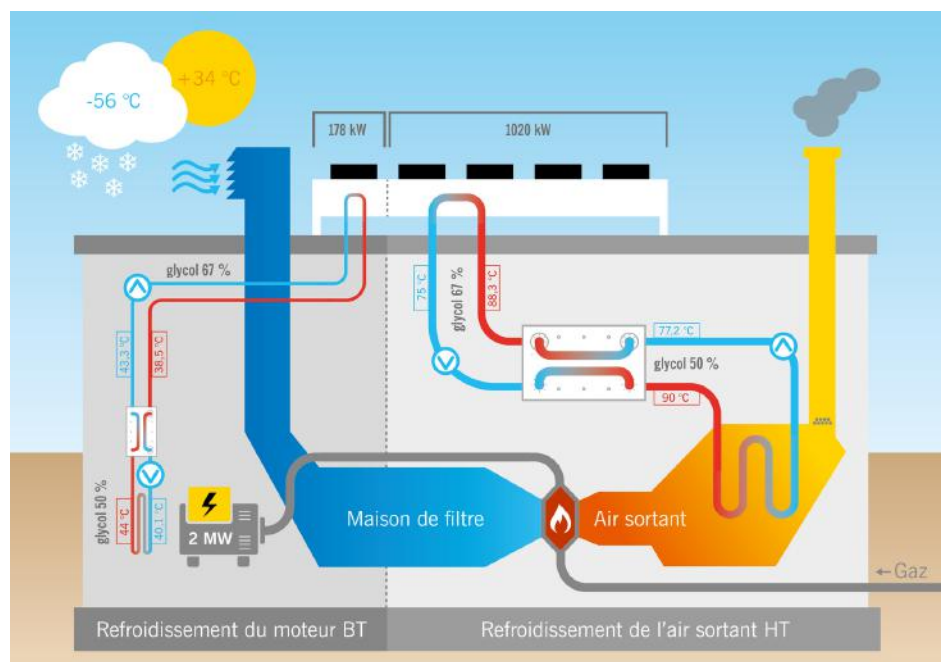 +34 °C
-56 °C
178 kW
1020 kW
glycol 67 %
75 °C
glycol 67 %
88,3 °C
77,2 °C
43,3 °C
38,5 °C
glycol 50 %
90 °C
glycol 50 %
44 °C
40,1 °C
2 MW
Maison de filtre
Air sortant
←Gaz
Refroidissement du moteur BT
Refroidissement de l'air sortant HT